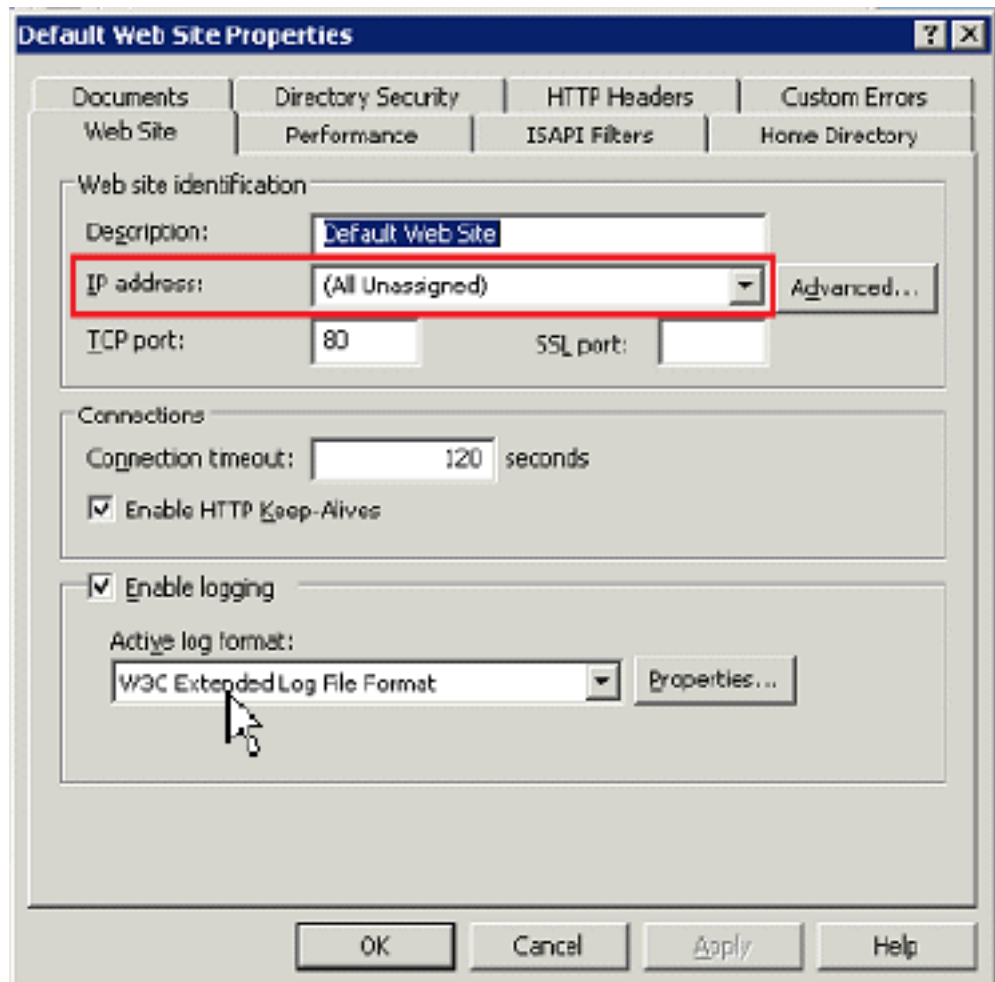 Default Web Site Properties
Documents Directory Security HTTP Headers Custom Errors
Web Site Performance ISAPI Filters Home Directory
Web site identification
Description: Default Web Site
IP address: (All Unassigned) Advanced...
TCP port: 80 SSL port:
Connections
Connection timeout: 120 seconds
Enable HTTP Keep-Alives
Enable logging
Active log format:
W3C Extended Log File Format Properties...
OK Cancel Apply Help